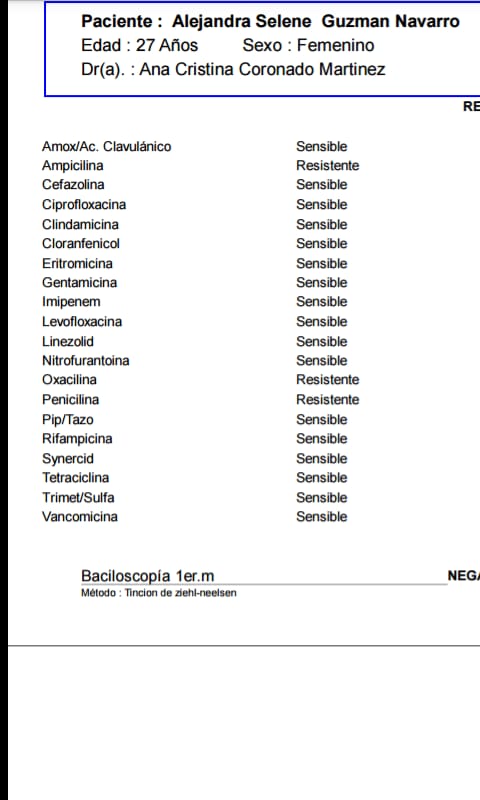 Paciente : Alejandra Selene Guzman Navarro
Edad : 27 Años Sexo : Femenino
Dr(a). : Ana Cristina Coronado Martinez
RE
Amox/Ac. Clavulánico Sensible
Ampicilina Resistente
Cefazolina Sensible
Ciprofloxacina Sensible
Clindamicina Sensible
Cloranfenicol Sensible
Eritromicina Sensible
Gentamicina Sensible
Imipenem Sensible
Levofloxacina Sensible
Linezolid Sensible
Nitrofurantoina Sensible
Oxacilina Resistente
Penicilina Resistente
Pip/Tazo Sensible
Rifampicina Sensible
Synercid Sensible
Tetraciclina Sensible
Trimet/Sulfa Sensible
Vancomicina Sensible
Baciloscopía 1er.m NEGA
Método : Tincion de ziehl-neelsen